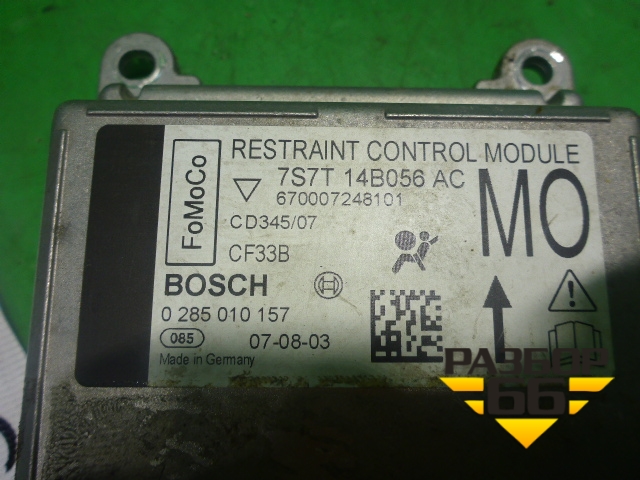 FoMoCo
RESTRAINT CONTROL MODULE
7S7T 14B056 AC
670007248101
MO
CD345/07
CF33B
BOSCH
0 285 010 157
085
07-08-03
Made in Germany
РАЗБОР
66